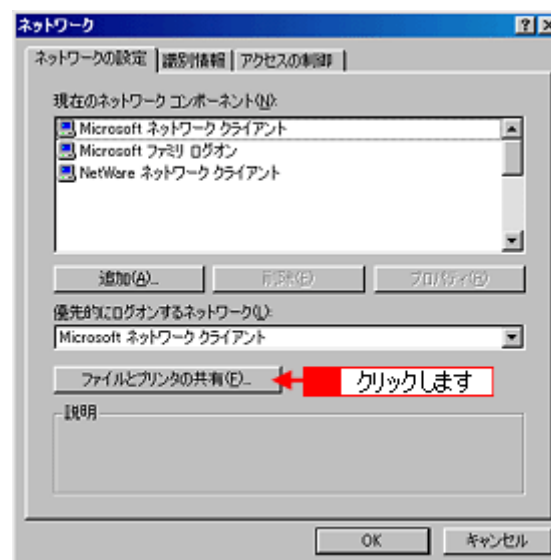 ネットワーク
ネットワークの設定 識別情報 アクセスの制御
現在のネットワーク コンポーネント(N):
Microsoft ネットワーク クライアント
Microsoft ファミリ ログオン
NetWare ネットワーク クライアント
追加(A)... 削除(E) プロパティ(R)
優先的にログオンするネットワーク(L):
Microsoft ネットワーク クライアント
ファイルとプリンタの共有(F)... クリックします
説明
OK キャンセル